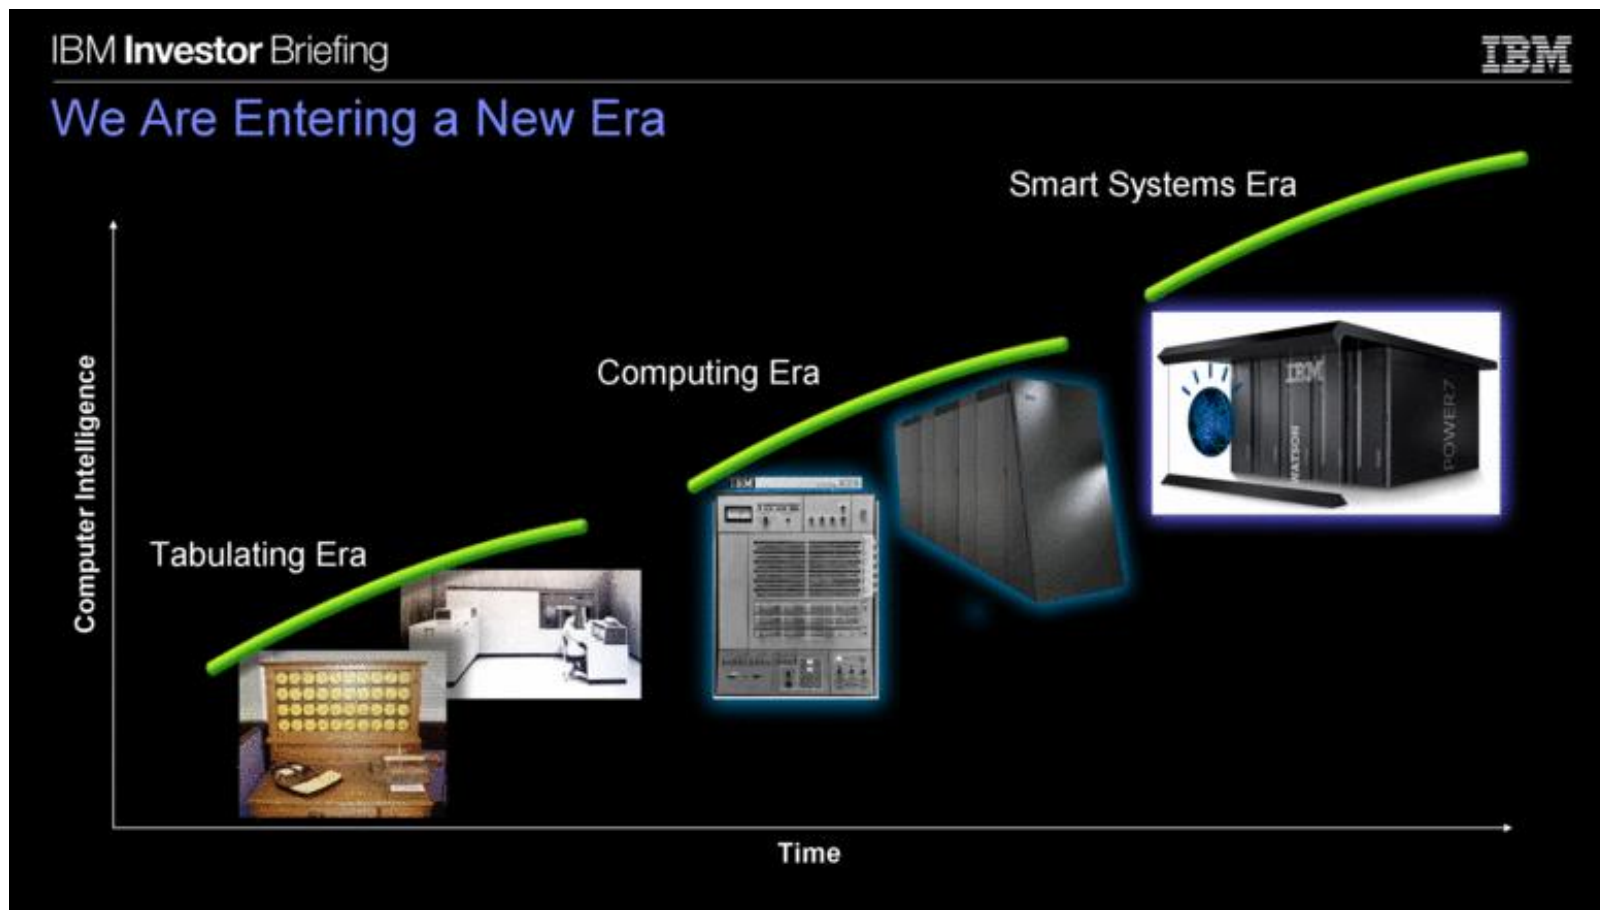 IBM Investor Briefing
IBM
We Are Entering a New Era
Smart Systems Era
Computing Era
Tabulating Era
Computer Intelligence
Time
IBM
IBM
WATSON
POWER7